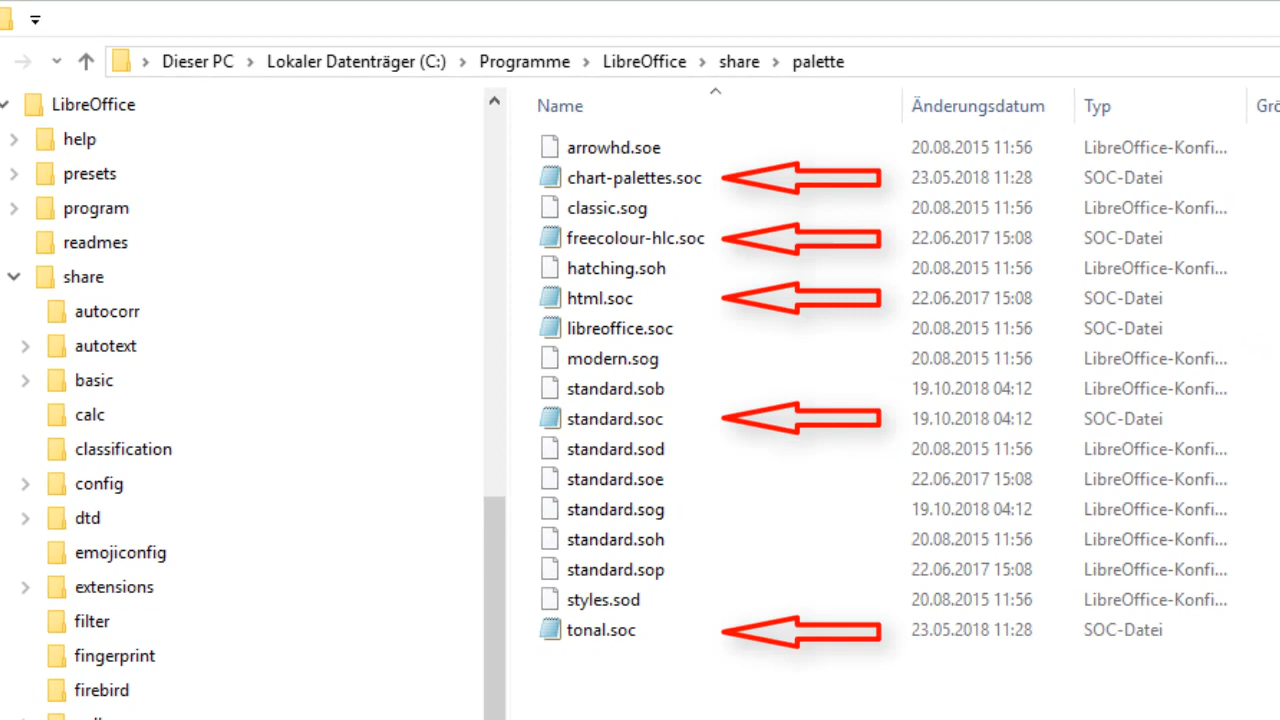 Dieser PC > Lokaler Datenträger (C:) > Programme > LibreOffice > share > palette
LibreOffice
help
presets
program
readmes
share
autocorr
autotext
basic
calc
classification
config
dtd
emojiconfig
extensions
filter
fingerprint
firebird
Name Änderungsdatum Typ
arrowhd.soe 20.08.2015 11:56 LibreOffice-Konfi...
chart-palettes.soc 23.05.2018 11:28 SOC-Datei
classic.sog 20.08.2015 11:56 LibreOffice-Konfi...
freecolour-hlc.soc 22.06.2017 15:08 SOC-Datei
hatching.soh 20.08.2015 11:56 LibreOffice-Konfi...
html.soc 22.06.2017 15:08 SOC-Datei
libreoffice.soc 20.08.2015 11:56 SOC-Datei
modern.sog 20.08.2015 11:56 LibreOffice-Konfi...
standard.sob 19.10.2018 04:12 LibreOffice-Konfi...
standard.soc 19.10.2018 04:12 SOC-Datei
standard.sod 20.08.2015 11:56 LibreOffice-Konfi...
standard.soe 22.06.2017 15:08 LibreOffice-Konfi...
standard.sog 19.10.2018 04:12 LibreOffice-Konfi...
standard.soh 20.08.2015 11:56 LibreOffice-Konfi...
standard.sop 22.06.2017 15:08 LibreOffice-Konfi...
styles.sod 20.08.2015 11:56 LibreOffice-Konfi...
tonal.soc 23.05.2018 11:28 SOC-Datei